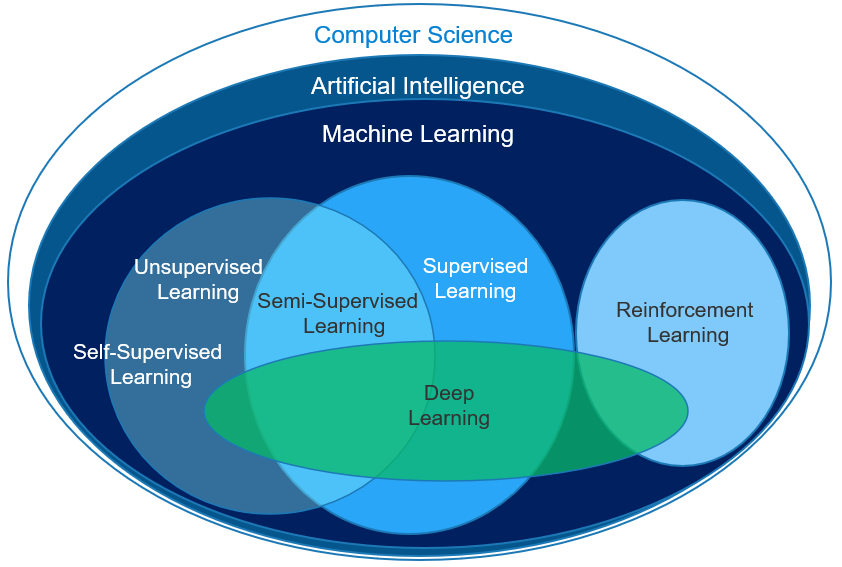 Computer Science
Artificial Intelligence
Machine Learning
Unsupervised
Learning
Self-Supervised
Learning
Semi-Supervised
Learning
Supervised
Learning
Reinforcement
Learning
Deep
Learning